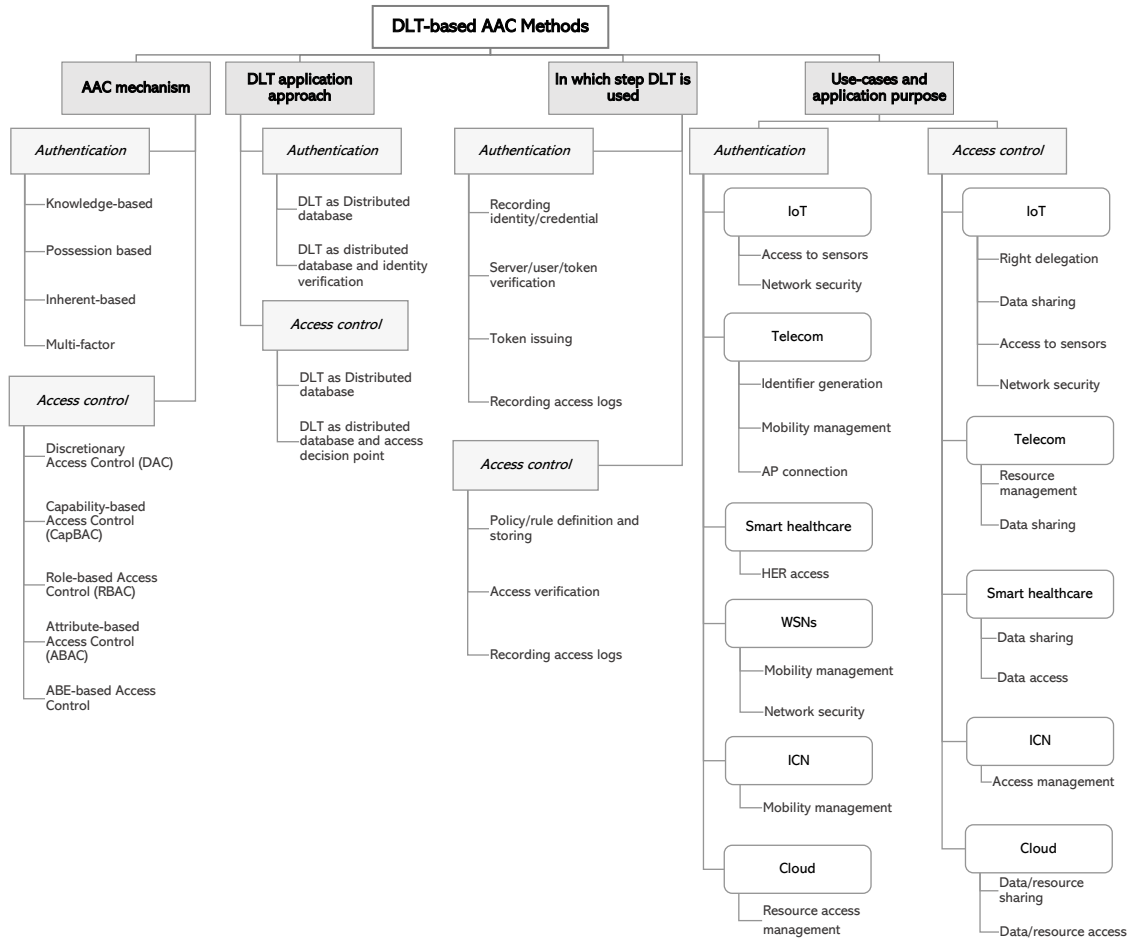 DLT-based AAC Methods
AAC mechanism
Authentication
Knowledge-based
Possession based
Inherent-based
Multi-factor
Access control
Discretionary
Access Control (DAC)
Capability-based
Access Control
(CapBAC)
Role-based Access
Control (RBAC)
Attribute-based
Access Control
(ABAC)
ABE-based Access
Control
DLT application
approach
Authentication
DLT as Distributed
database
DLT as distributed
database and identity
verification
Access control
DLT as Distributed
database
DLT as distributed
database and access
decision point
In which step DLT is
used
Authentication
Recording
identity/credential
Server/user/token
verification
Token issuing
Recording access logs
Access control
Policy/rule definition and
storing
Access verification
Recording access logs
Use-cases and
application purpose
Authentication
IoT
Access to sensors
Network security
Telecom
Identifier generation
Mobility management
AP connection
Smart healthcare
HER access
WSNs
Mobility management
Network security
ICN
Mobility management
Cloud
Resource access
management
Access control
IoT
Right delegation
Data sharing
Access to sensors
Network security
Telecom
Resource
management
Data sharing
Smart healthcare
Data sharing
Data access
ICN
Access management
Cloud
Data/resource
sharing
Data/resource access